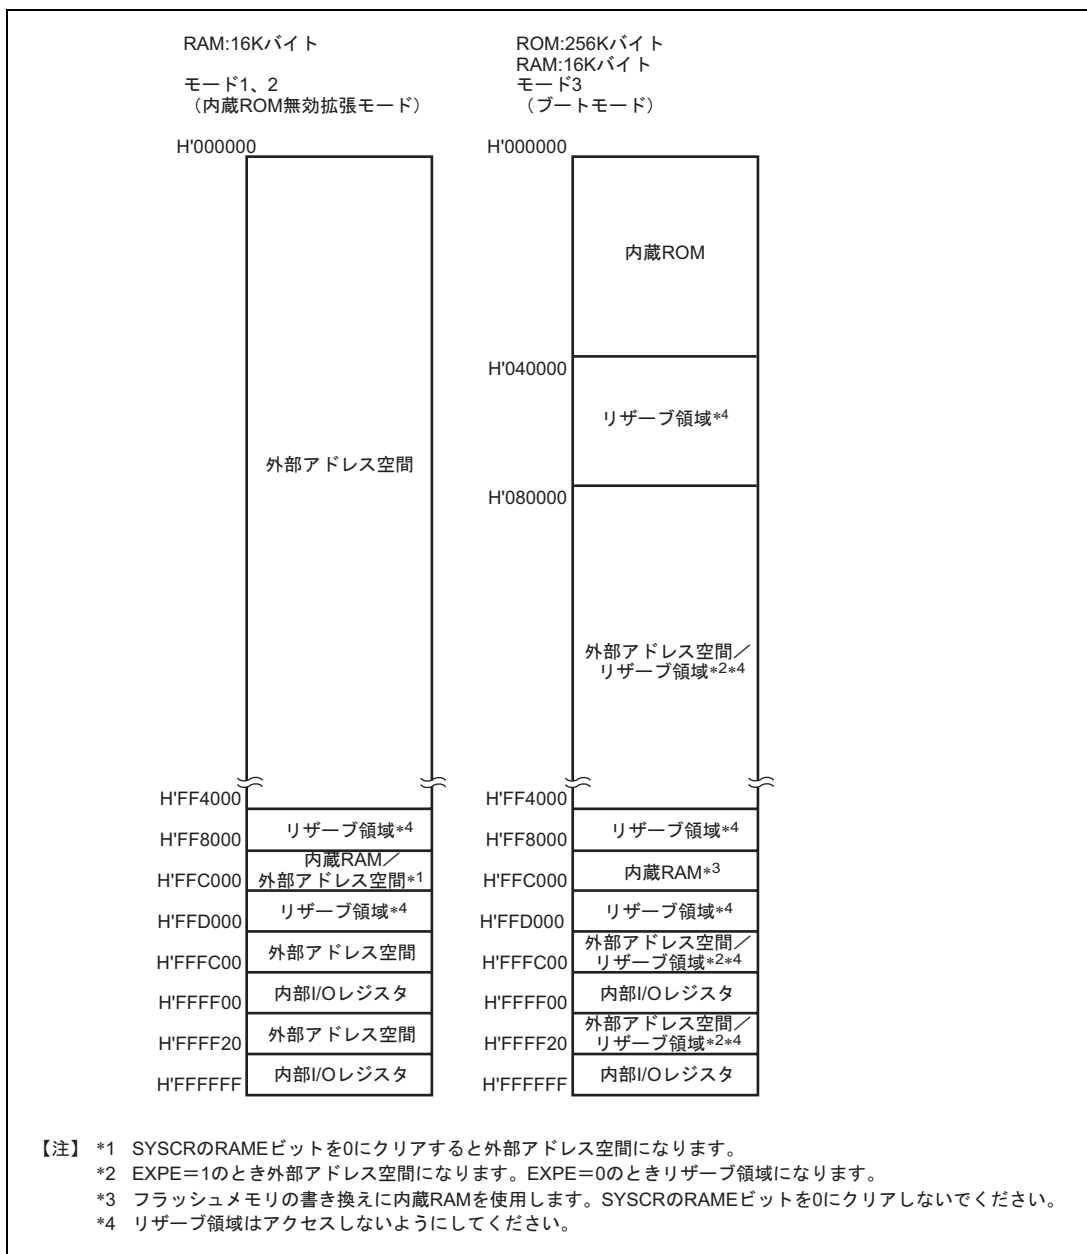 RAM:16Kバイト
モード1、2
(内蔵ROM無効拡張モード)
H'000000
外部アドレス空間
H'FF4000
リザーブ領域*4
H'FF8000
内蔵RAM/
外部アドレス空間*1
H'FFC000
リザーブ領域*4
H'FFD000
外部アドレス空間
H'FFFC00
内部I/Oレジスタ
H'FFFF00
外部アドレス空間
H'FFFF20
内部I/Oレジスタ
H'FFFFFF
ROM:256Kバイト
RAM:16Kバイト
モード3
(ブートモード)
H'000000
内蔵ROM
H'040000
リザーブ領域*4
H'080000
外部アドレス空間/
リザーブ領域*2*4
H'FF4000
リザーブ領域*4
H'FF8000
内蔵RAM*3
H'FFC000
リザーブ領域*4
H'FFD000
外部アドレス空間/
リザーブ領域*2*4
H'FFFC00
内部I/Oレジスタ
H'FFFF00
外部アドレス空間/
リザーブ領域*2*4
H'FFFF20
内部I/Oレジスタ
H'FFFFFF
【注】 *1 SYSCRのRAMEビットを0にクリアすると外部アドレス空間になります。
*2 EXPE=1のとき外部アドレス空間になります。EXPE=0のときリザーブ領域になります。
*3 フラッシュメモリの書き換えに内蔵RAMを使用します。SYSCRのRAMEビットを0にクリアしないでください。
*4 リザーブ領域はアクセスしないようにしてください。